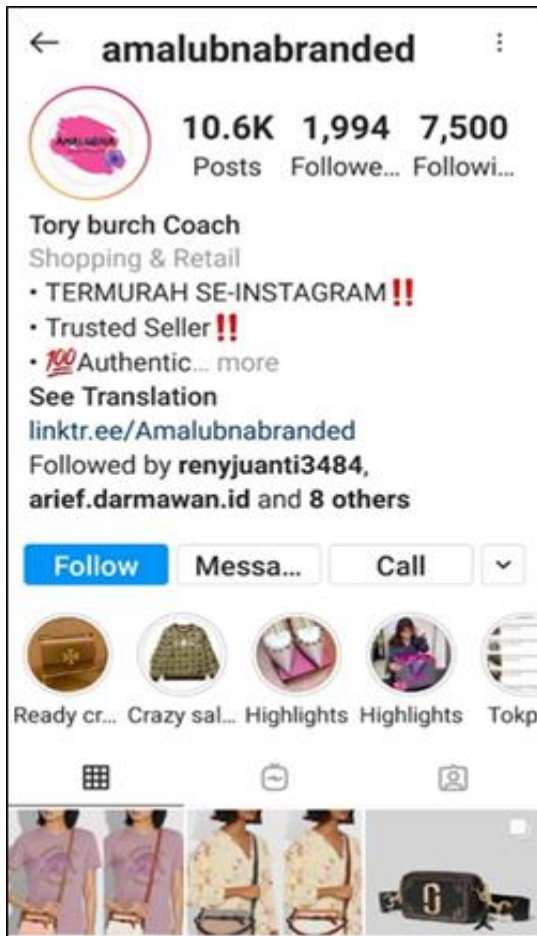 amalubnabranded
10.6K 1,994 7,500
Posts Followe... Followi...
Tory burch Coach
Shopping & Retail
• TERMURAH SE-INSTAGRAM‼️
• Trusted Seller‼️
• 💯Authentic... more
See Translation
linktr.ee/Amalubnabranded
Followed by renyjuanti3484,
arief.darmawan.id and 8 others
Follow Messa... Call
Ready cr... Crazy sal... Highlights Highlights Tokp